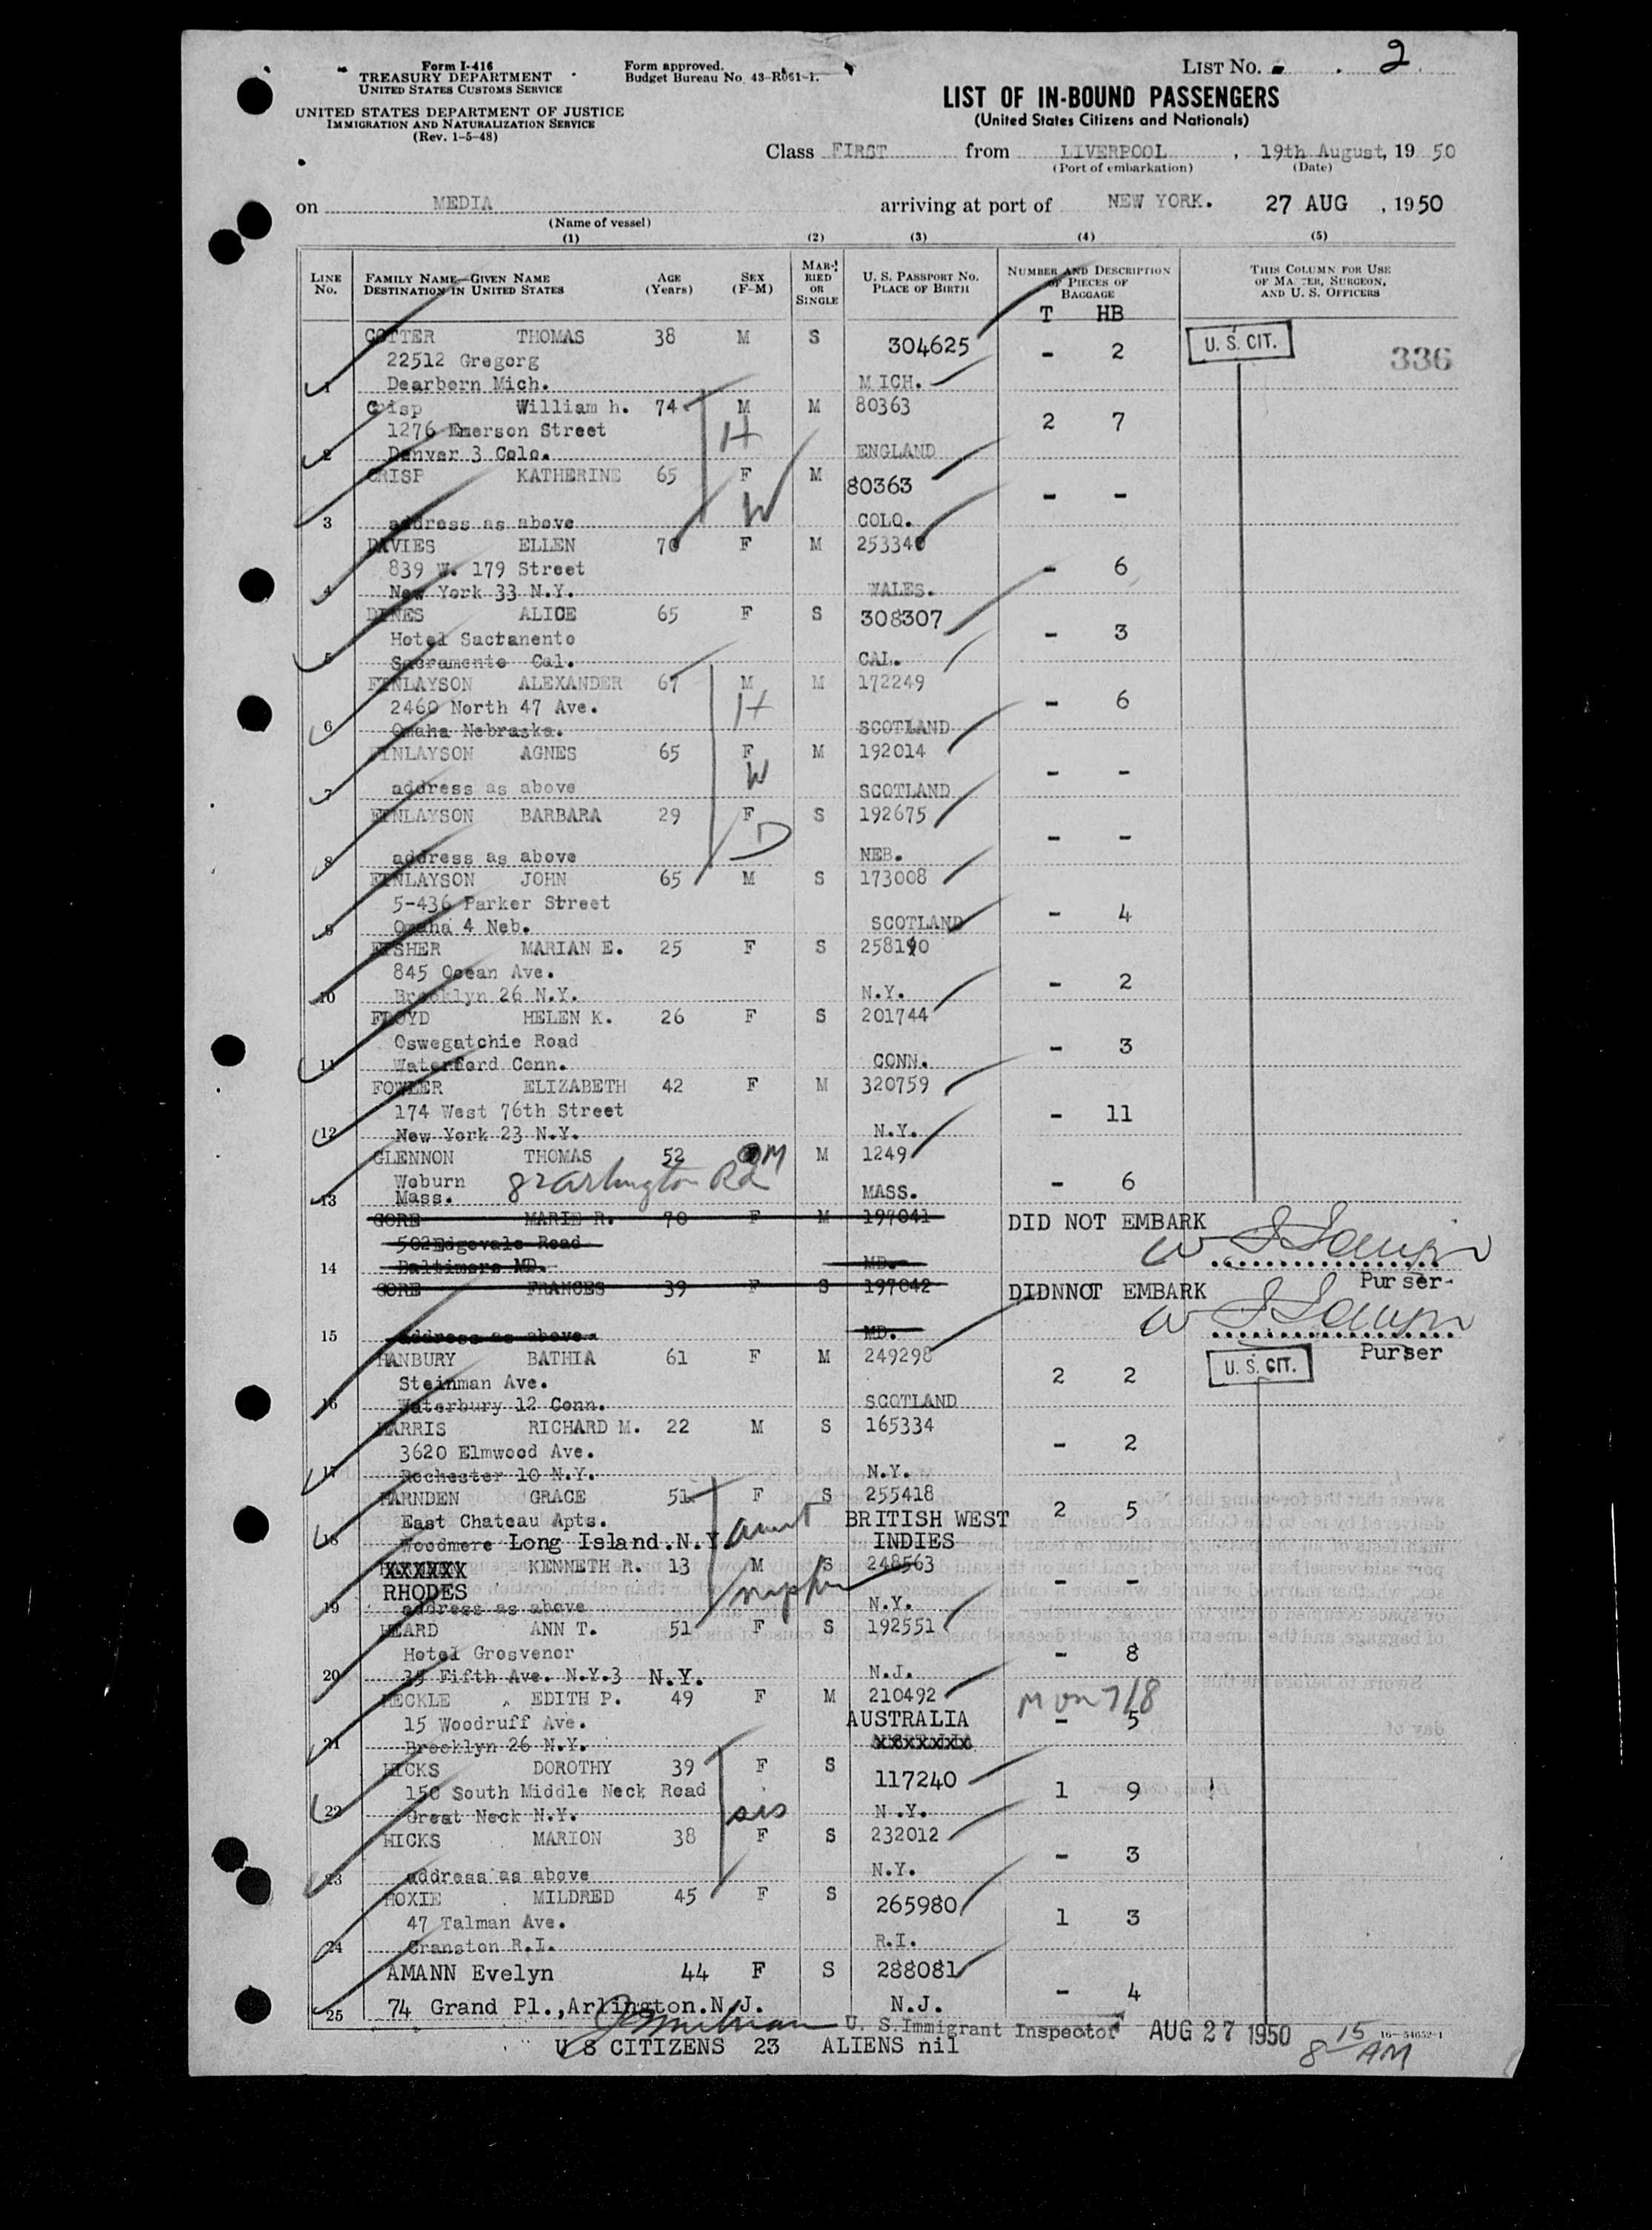 Form I-416
TREASURY DEPARTMENT
UNITED STATES CUSTOMS SERVICE
UNITED STATES DEPARTMENT OF JUSTICE
IMMIGRATION AND NATURALIZATION SERVICE
(Rev. 1-5-48)
Form approved.
Budget Bureau No. 43-R061-1.
LIST No. 2
LIST OF IN-BOUND PASSENGERS
(United States Citizens and Nationals)
Class FIRST from LIVERPOOL, 19th August, 19 50
(Port of embarkation) (Date)
on MEDIA arriving at port of NEW YORK. 27 AUG, 1950
(Name of vessel)
(1) (2) (3) (4) (5)
LINE No. FAMILY NAME—GIVEN NAME DESTINATION IN UNITED STATES AGE (Years) SEX (F-M) MARRIED OR SINGLE U. S. PASSPORT NO. PLACE OF BIRTH NUMBER AND DESCRIPTION OF PIECES OF BAGGAGE THIS COLUMN FOR USE OF MASTER, SURGEON, AND U. S. OFFICERS
T HB
COTTER THOMAS 38 M S 304625 - 2 U. S. CIT. 336
22512 Gregorg
1 Dearborn Mich. MICH.
Crisp William h. 74 M M 80363 2 7
1276 Emerson Street H
2 Denver 3 Colo. ENGLAND
CRISP KATHERINE 65 F M 80363 - -
W
3 address as above COLO.
DAVIES ELLEN 70 F M 253340 - 6
839 W. 179 Street
4 New York 33 N.Y. WALES.
DINES ALICE 65 F S 308307 - 3
Hotel Sactanento
5 Sacramento Cal. CAL.
FINLAYSON ALEXANDER 67 M M 172249 - 6
2460 North 47 Ave. H
6 Omaha Nebraska. SCOTLAND
FINLAYSON AGNES 65 F M 192014 - -
W
7 address as above SCOTLAND
FINLAYSON BARBARA 29 F S 192675 - -
D
8 address as above NEB.
FINLAYSON JOHN 65 M S 173008 - 4
5-436 Parker Street
9 Omaha 4 Neb. SCOTLAND
FISHER MARIAN E. 25 F S 258190 - 2
845 Ocean Ave.
10 Brooklyn 26 N.Y. N.Y.
FLOYD HELEN K. 26 F S 201744 - 3
Oswegatchie Road
11 Waterford Conn. CONN.
FOWLER ELIZABETH 42 F M 320759 - 11
174 West 76th Street
12 New York 23 N.Y. N.Y.
GLENNON THOMAS 52 M M 1249 - 6
Woburn 82 Arlington Rd
13 Mass. MASS.
GORE MARIE R. 70 F M 197041 DID NOT EMBARK
502 Edgevale Road
14 Baltimore MD. MD. Purser.
GORE FRANCES 39 F S 197042 DIDNNOT EMBARK
15 address as above. MD. Purser
HANBURY BATHIA 61 F M 249298 2 2 U. S. CIT.
Steinman Ave.
16 Waterbury 12 Conn. SCOTLAND
HARRIS RICHARD M. 22 M S 165334 - 2
3620 Elmwood Ave.
17 Rochester 10 N.Y. N.Y.
HARNDEN GRACE 51 F S 255418 2 5
East Chateau Apts. aunt BRITISH WEST
18 Woodmere Long Island.N.Y. INDIES
XXXXXX KENNETH R. 13 M S 248563 - -
RHODES nephew
19 address as above N.Y.
HEARD ANN T. 51 F S 192551 - 8
Hotel Grosvenor
20 35 Fifth Ave. N.Y.3 N.Y. N.J.
HECKLE EDITH P. 49 F M 210492 - 5
15 Woodruff Ave. AUSTRALIA
21 Brooklyn 26 N.Y. XXXXXXXX
HICKS DOROTHY 39 F S 117240 1 9
150 South Middle Neck Road
22 Great Neck N.Y. sis N.Y.
HICKS MARION 38 F S 232012 - 3
23 address as above N.Y.
HOXIE MILDRED 45 F S 265980 1 3
47 Talman Ave.
24 Cranston R.I. R.I.
AMANN Evelyn 44 F S 288081 - 4
25 74 Grand Pl., Arlington.N.J. N.J.
U. S. Immigrant Inspector AUG 27 1950 8 15 AM 16-54652-1
U S CITIZENS 23 ALIENS nil